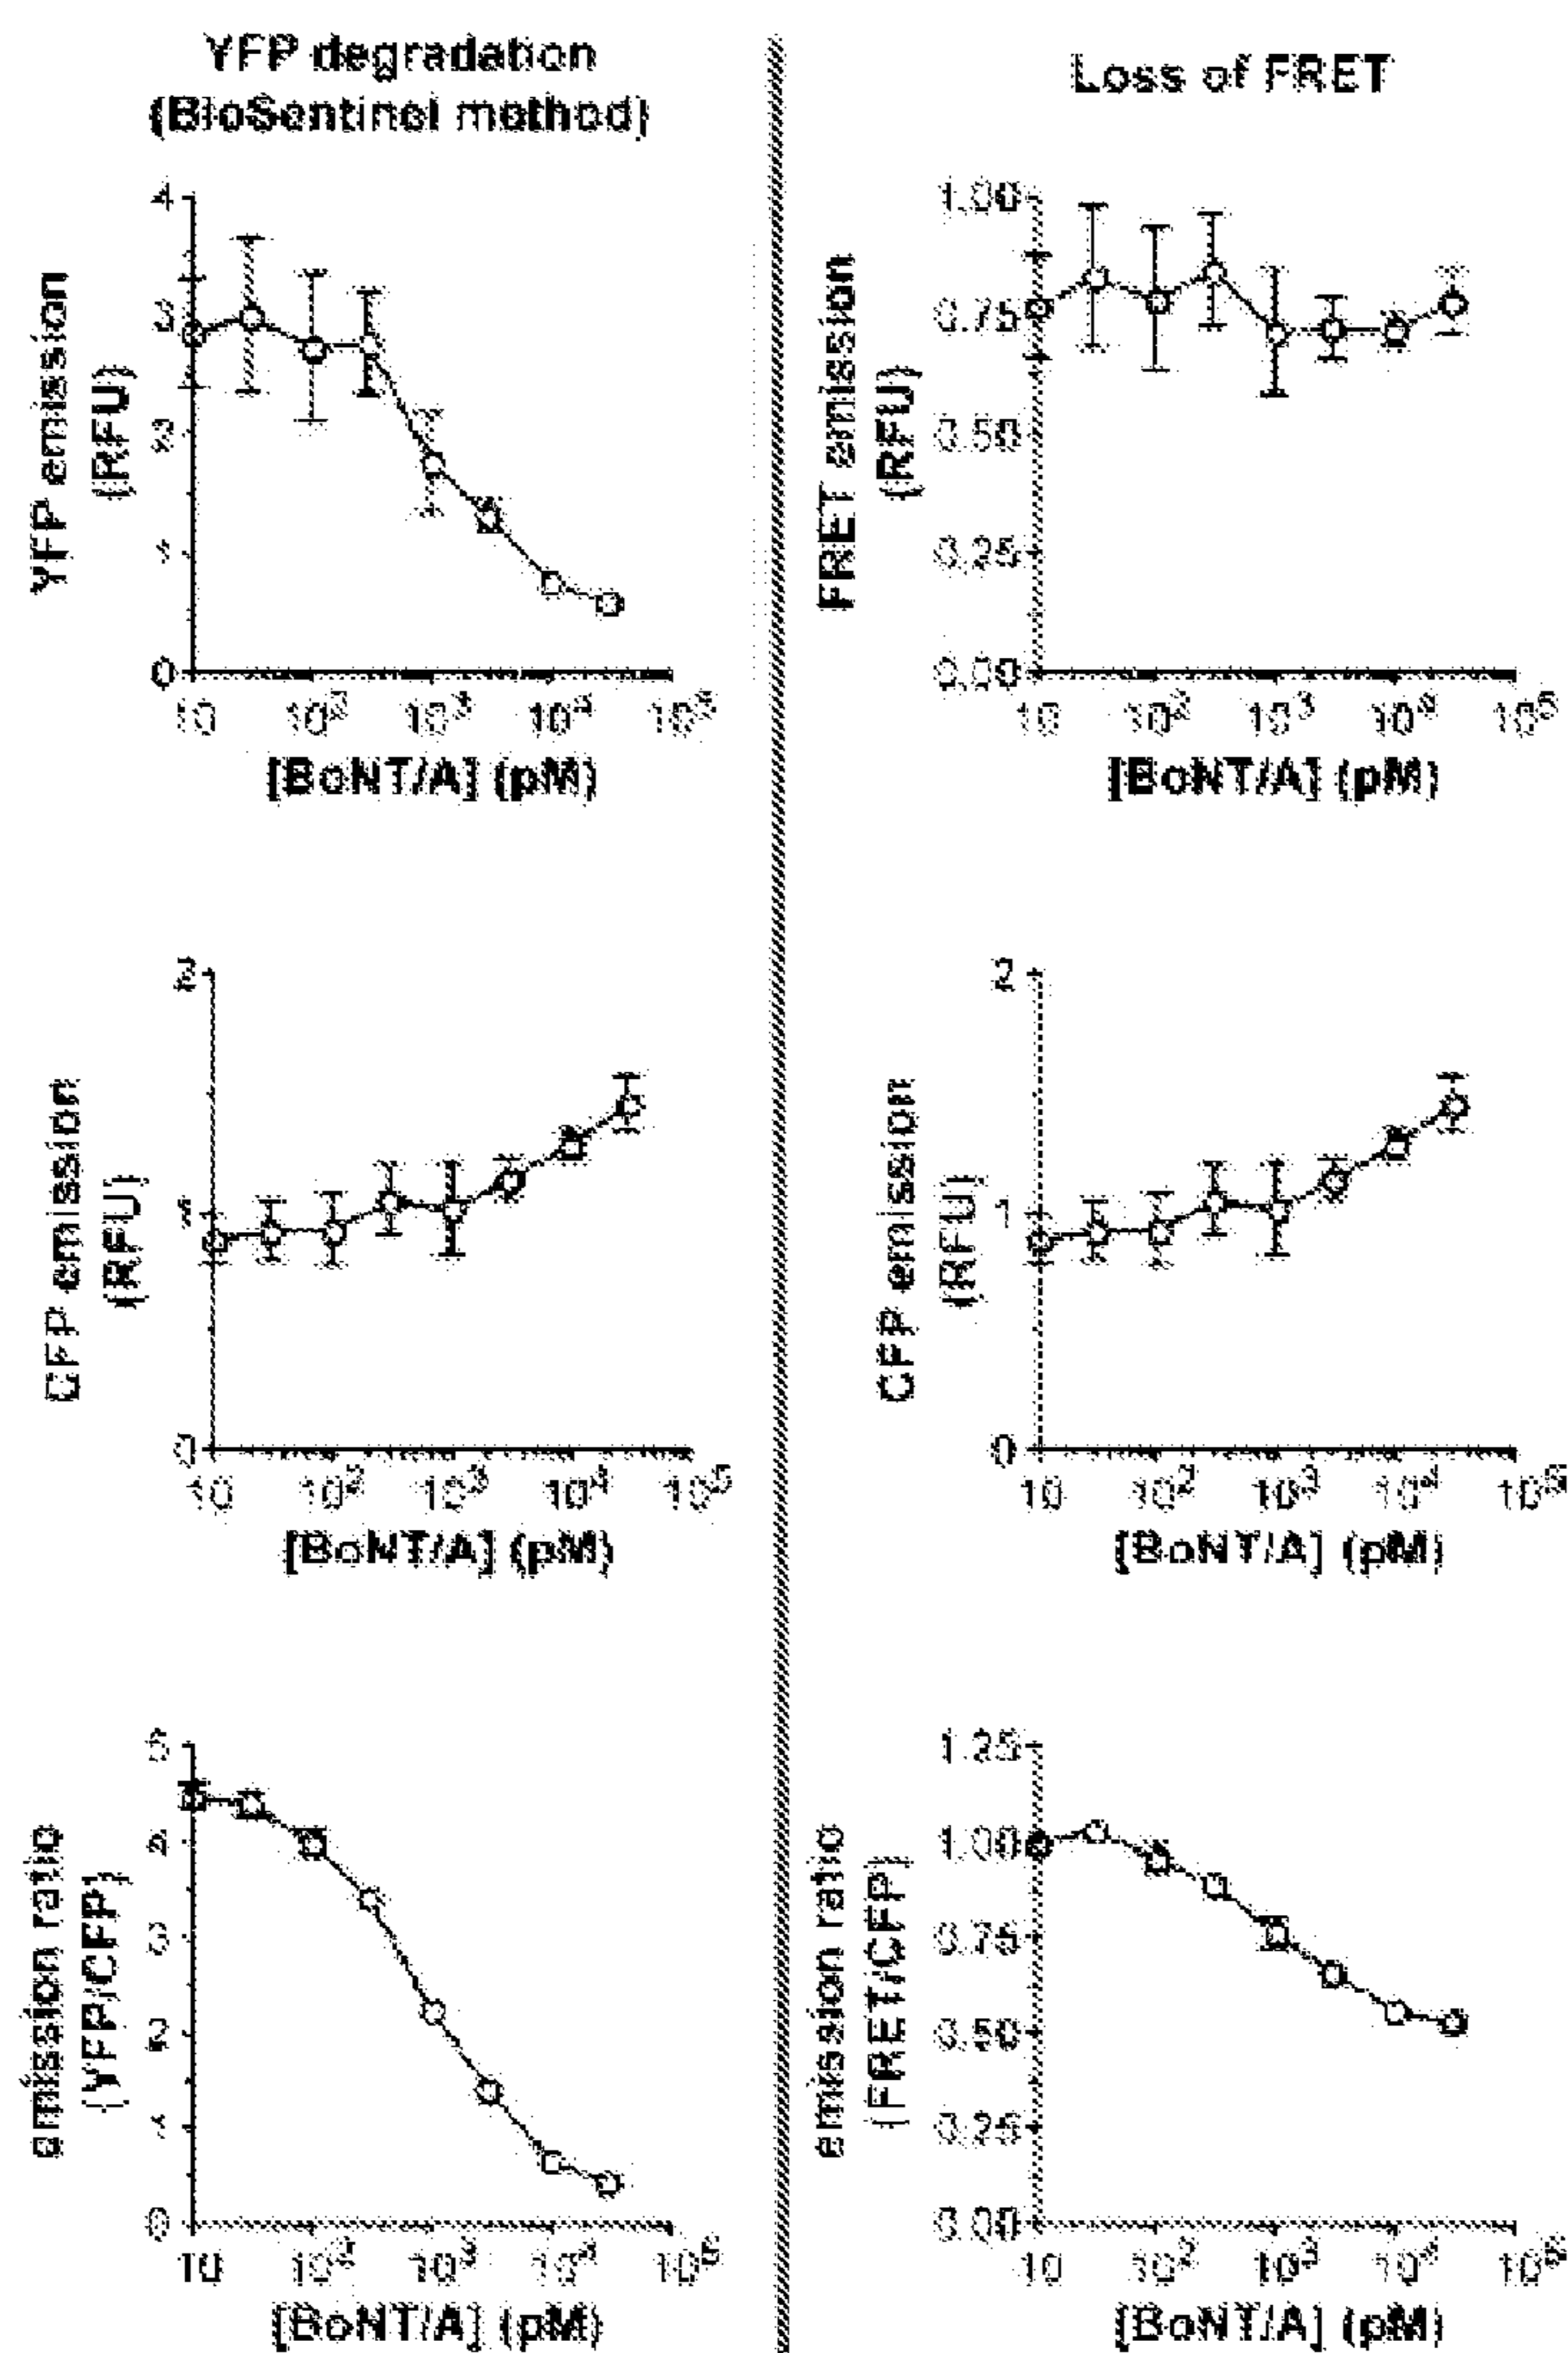 YFP degradation
(BioSentinel method)
Loss of FRET
YFP emission
(RFU)
4
3
2
1
0
10 10² 10³ 10⁴ 10⁵
[BoNT/A] (pM)
FRET emission
(RFU)
1.00
0.75
0.50
0.25
0.00
10 10² 10³ 10⁴ 10⁵
[BoNT/A] (pM)
CFP emission
(RFU)
2
1
0
10 10² 10³ 10⁴ 10⁵
[BoNT/A] (pM)
CFP emission
(RFU)
2
1
0
10 10² 10³ 10⁴ 10⁵
[BoNT/A] (pM)
emission ratio
(YFP/CFP)
5
4
3
2
1
0
10 10² 10³ 10⁴ 10⁵
[BoNT/A] (pM)
emission ratio
(FRET/CFP)
1.25
1.00
0.75
0.50
0.25
0.00
10 10² 10³ 10⁴ 10⁵
[BoNT/A] (pM)